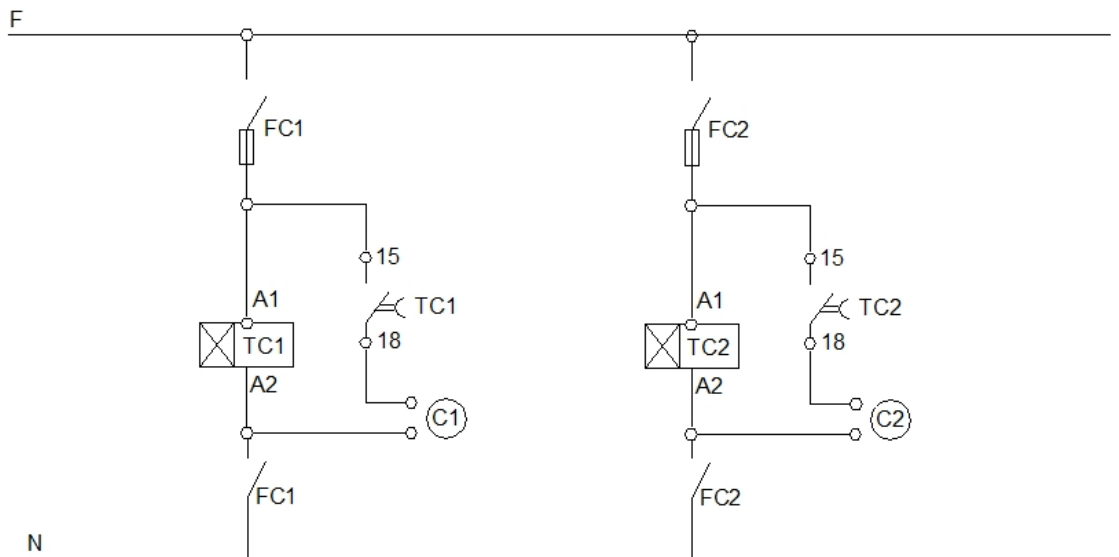 F
FC1 FC2
15 15
A1 A1
TC1 TC2
TC1 TC2
18 18
A2 A2
C1 C2
FC1 FC2
N